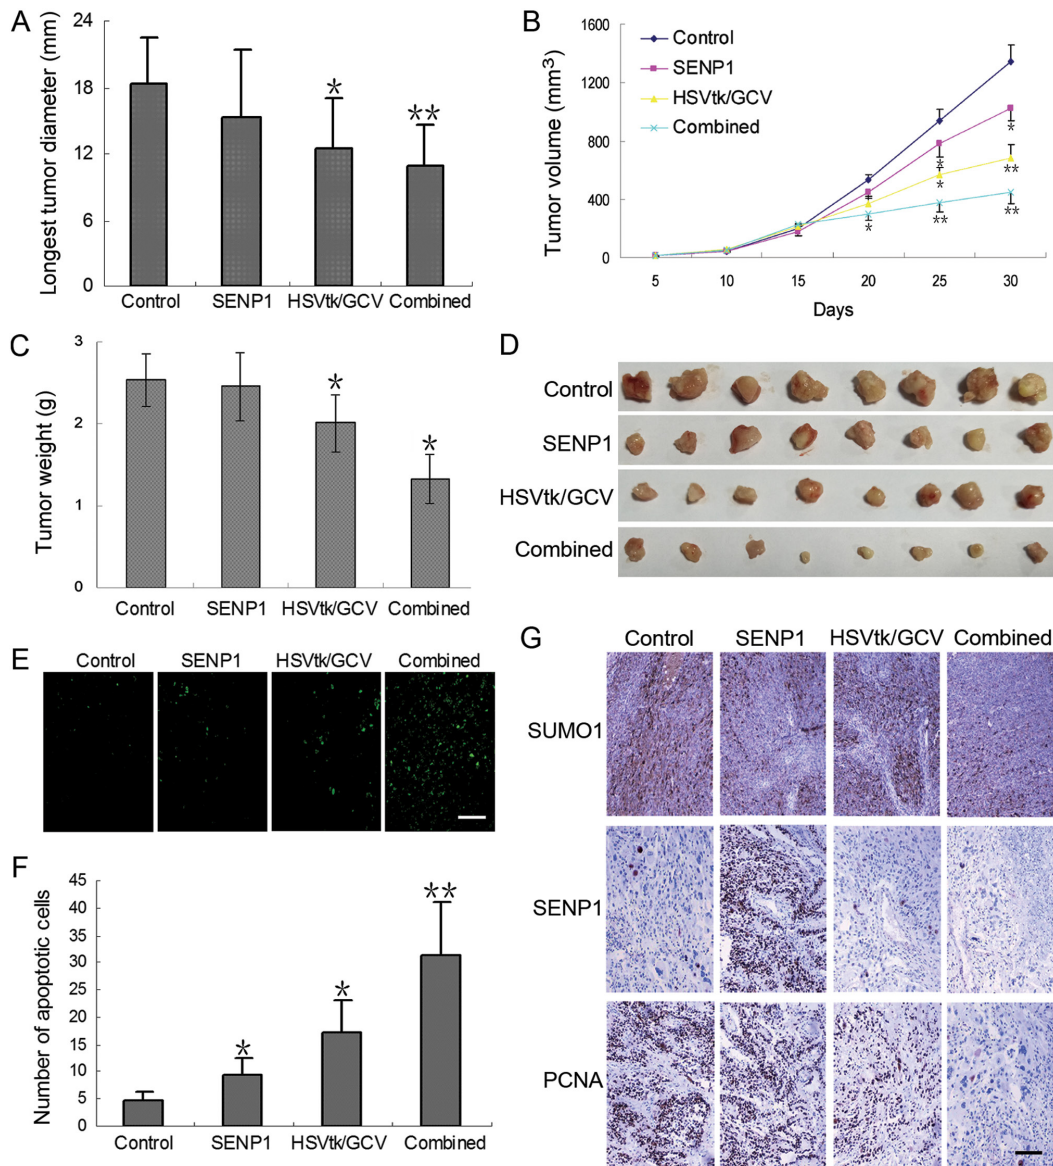 A
Longest tumor diameter (mm)
24
18
12
6
0
*
**
Control SENP1 HSVtk/GCV Combined
B
Tumor volume (mm3)
1600
1200
800
400
0
Control
SENP1
HSVtk/GCV
Combined
*
*
*
**
*
**
**
5 10 15 20 25 30
Days
C
Tumor weight (g)
3
2
1
0
*
*
Control SENP1 HSVtk/GCV Combined
D
Control
SENP1
HSVtk/GCV
Combined
E
Control SENP1 HSVtk/GCV Combined
F
Number of apoptotic cells
45
40
35
30
25
20
15
10
5
0
*
*
**
Control SENP1 HSVtk/GCV Combined
G
Control SENP1 HSVtk/GCV Combined
SUMO1
SENP1
PCNA